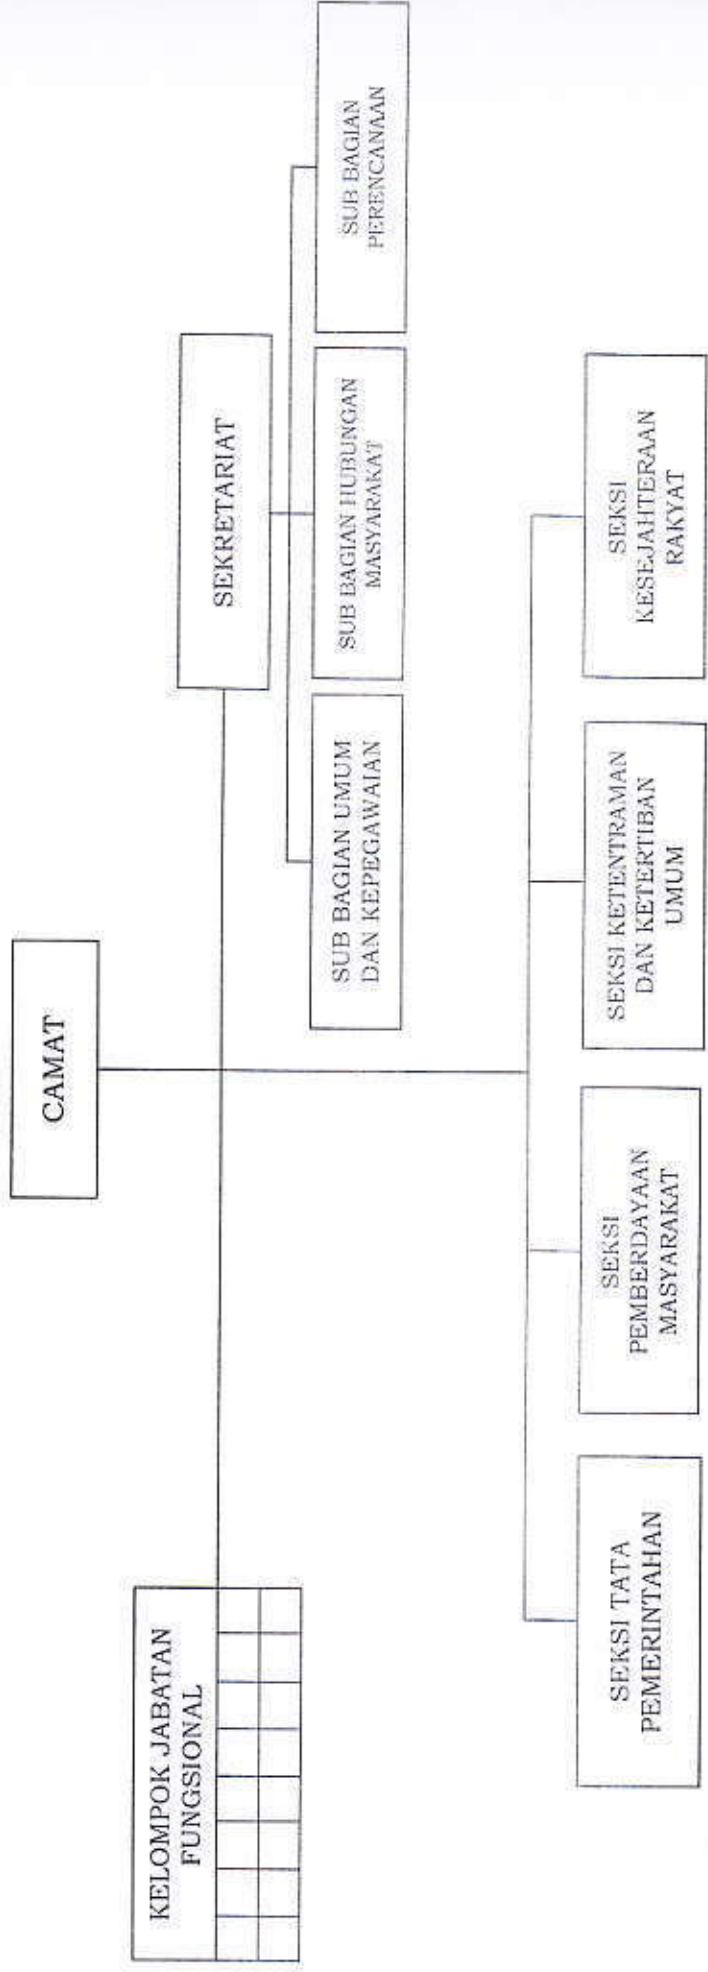 CAMAT
KELOMPOK JABATAN
FUNGSIONAL
SEKRETARIAT
SUB BAGIAN UMUM
DAN KEPEGAWAIAN
SUB BAGIAN HUBUNGAN
MASYARAKAT
SUB BAGIAN
PERENCANAAN
SEKSI TATA
PEMERINTAHAN
SEKSI
PEMBERDAYAAN
MASYARAKAT
SEKSI KETENTRAMAN
DAN KETERTIBAN
UMUM
SEKSI
KESEJAHTERAAN
RAKYAT